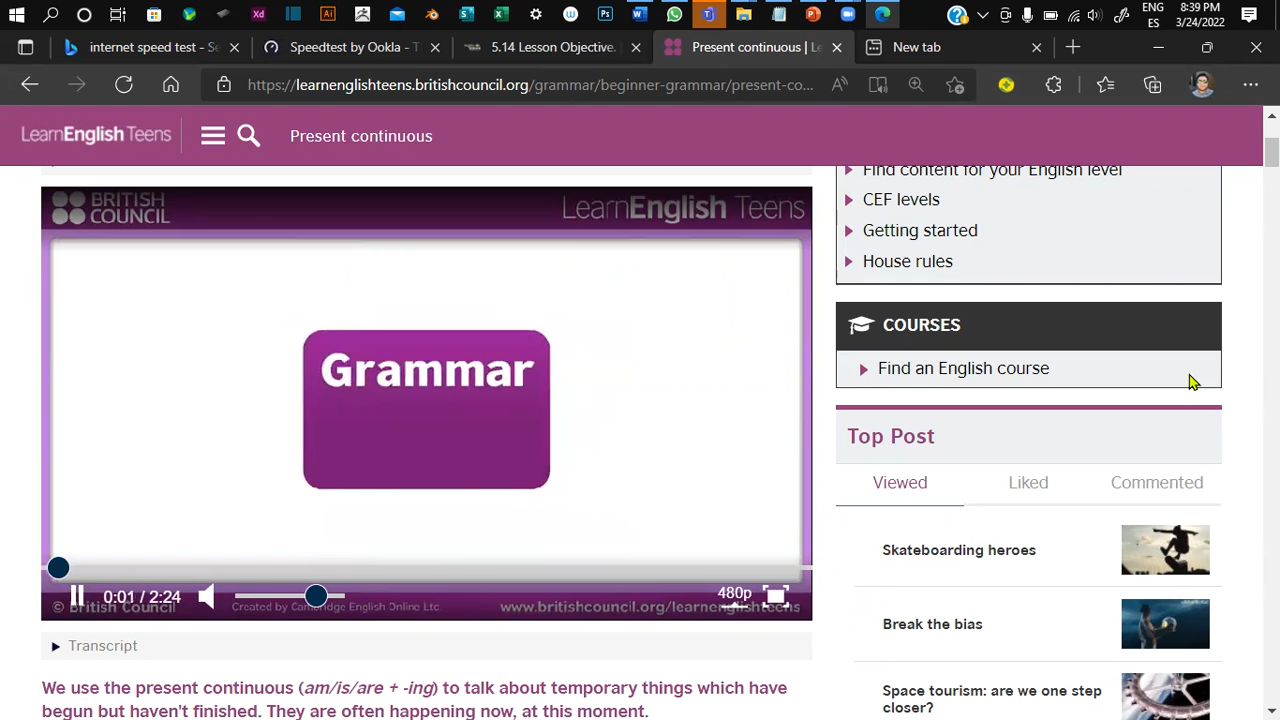 ENG
8:39 PM
ES
3/24/2022
internet speed test - Se
Speedtest by Ookla - T
5.14 Lesson Objective.
Present continuous | Le
New tab
https://learnenglishteens.britishcouncil.org/grammar/beginner-grammar/present-co...
LearnEnglish Teens
Present continuous
BRITISH
COUNCIL
LearnEnglish Teens
Grammar
0:01 / 2:24
480p
© British Council
Created by Cambridge English Online Ltd.
www.britishcouncil.org/learnenglishteens
Transcript
We use the present continuous (am/is/are + -ing) to talk about temporary things which have
begun but haven't finished. They are often happening now, at this moment.
Find content for your English level
CEF levels
Getting started
House rules
COURSES
Find an English course
Top Post
Viewed
Liked
Commented
Skateboarding heroes
Break the bias
Space tourism: are we one step
closer?